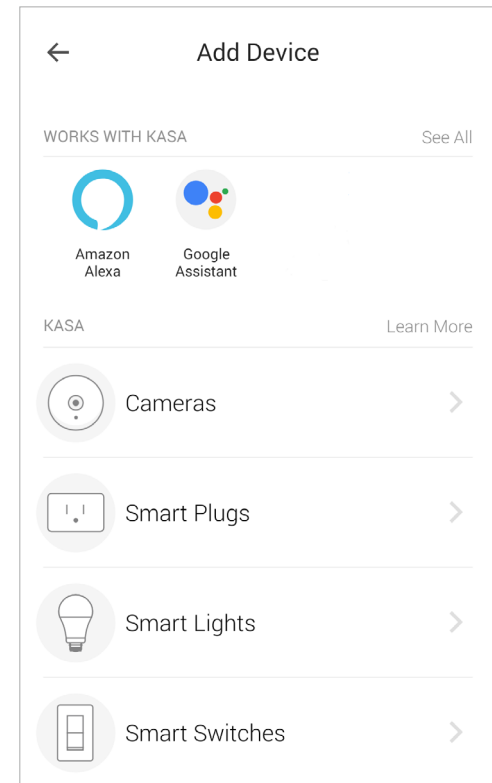 Add Device
WORKS WITH KASA See All
Amazon Google
Alexa Assistant
KASA Learn More
Cameras
Smart Plugs
Smart Lights
Smart Switches